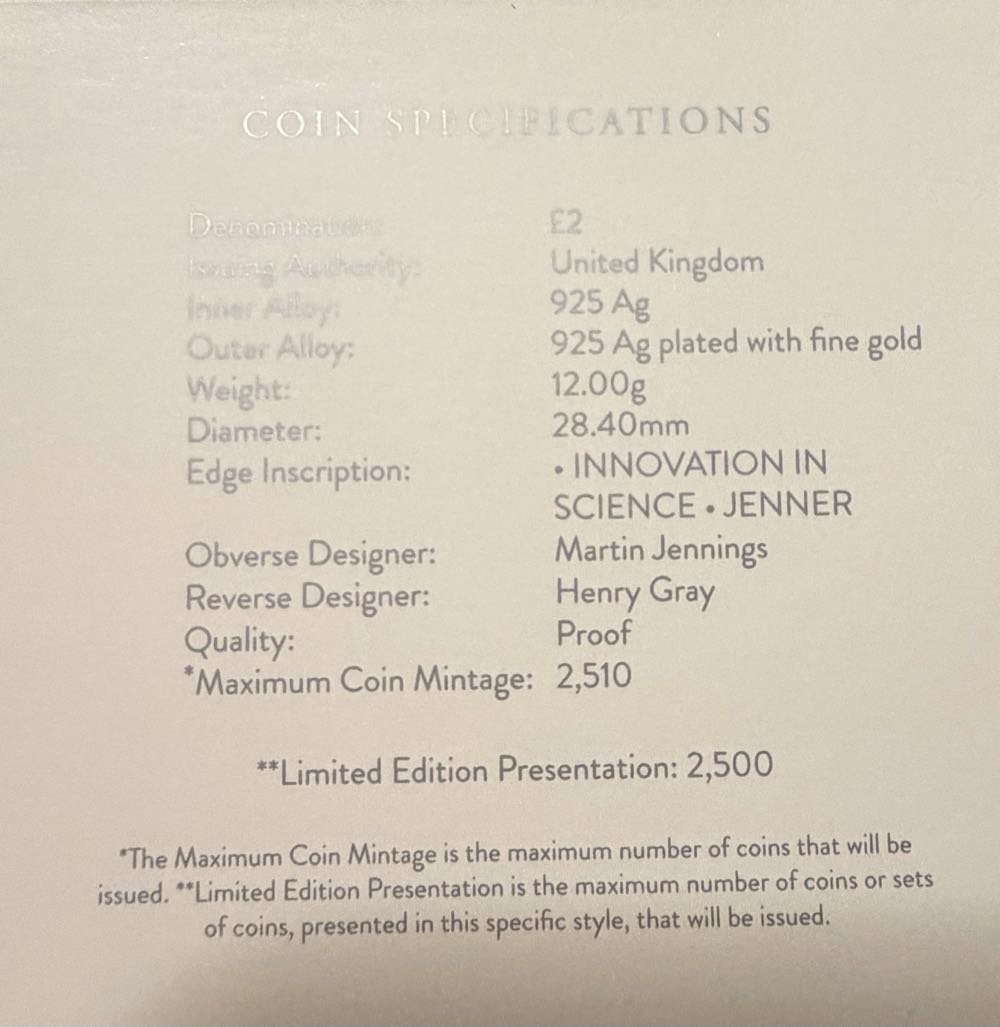 COIN SPECIFICATIONS
Denomination: £2
Issuing Authority: United Kingdom
Inner Alloy: 925 Ag
Outer Alloy: 925 Ag plated with fine gold
Weight: 12.00g
Diameter: 28.40mm
Edge Inscription: • INNOVATION IN
SCIENCE • JENNER
Obverse Designer: Martin Jennings
Reverse Designer: Henry Gray
Quality: Proof
*Maximum Coin Mintage: 2,510
**Limited Edition Presentation: 2,500
*The Maximum Coin Mintage is the maximum number of coins that will be
issued. **Limited Edition Presentation is the maximum number of coins or sets
of coins, presented in this specific style, that will be issued.